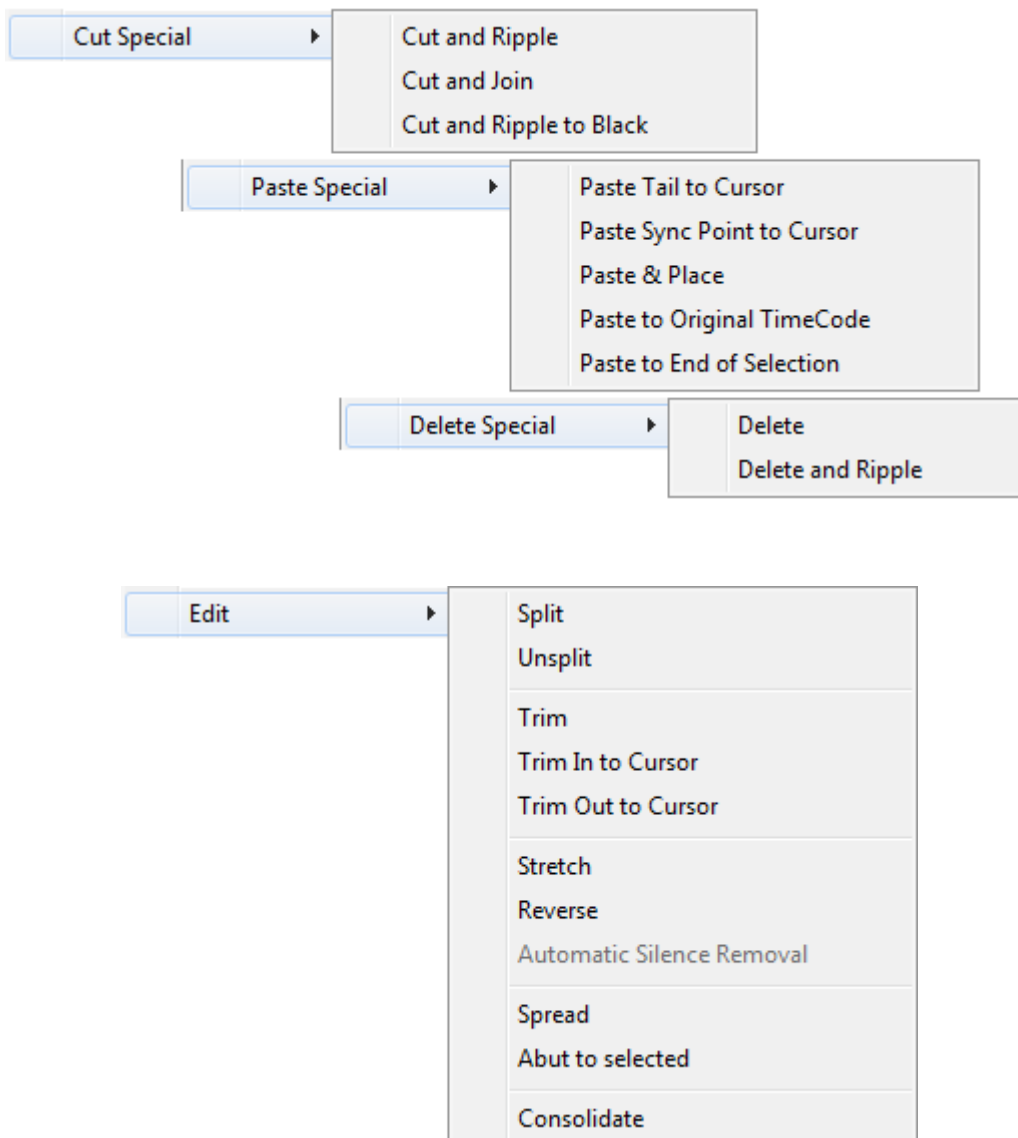 Cut Special
Cut and Ripple
Cut and Join
Cut and Ripple to Black
Paste Special
Paste Tail to Cursor
Paste Sync Point to Cursor
Paste & Place
Paste to Original TimeCode
Paste to End of Selection
Delete Special
Delete
Delete and Ripple
Edit
Split
Unsplit
Trim
Trim In to Cursor
Trim Out to Cursor
Stretch
Reverse
Automatic Silence Removal
Spread
Abut to selected
Consolidate